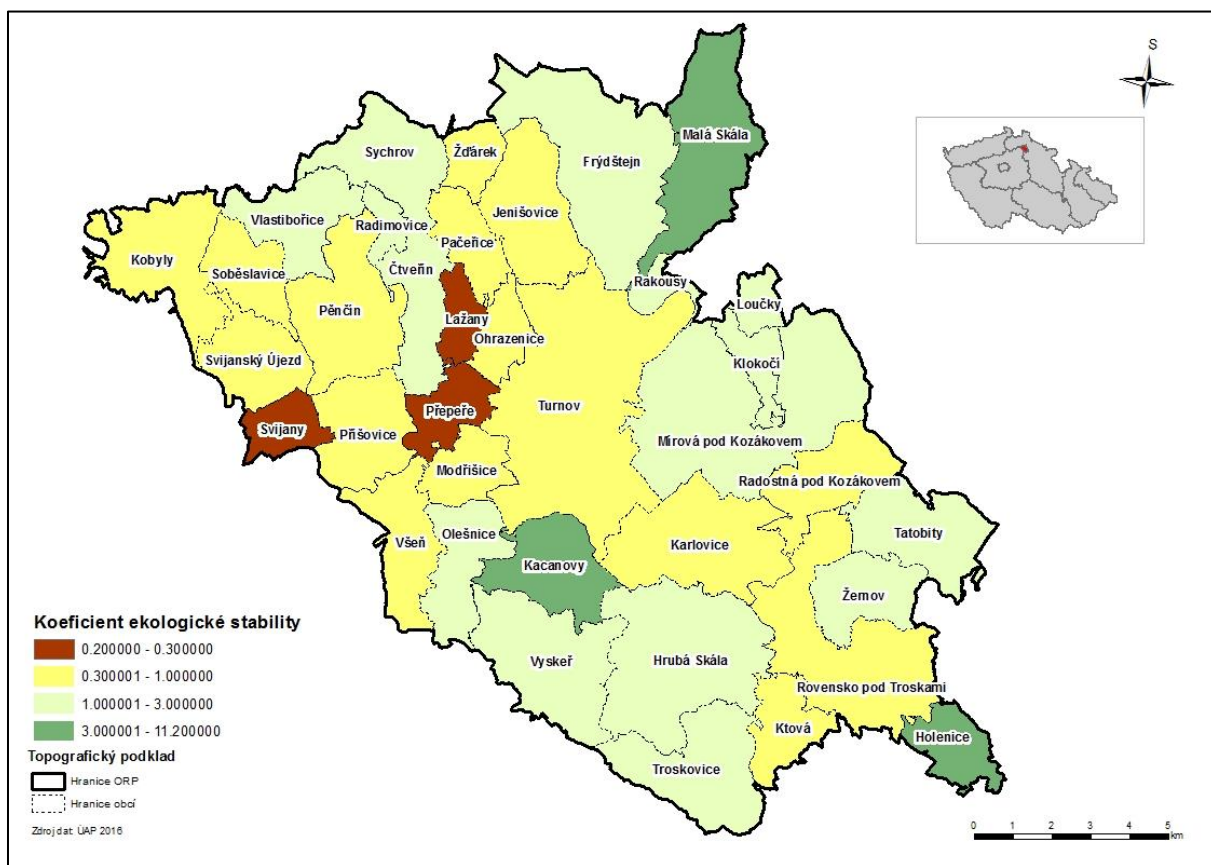 S
Malá Skála
Sychrov
Žďárek
Frýdštejn
Jenišovice
Vlastibořice
Radimovice
Pačeřice
Kobyly
Soběslavice
Čtveřín
Rakousy
Loučky
Pěnčín
Lažany
Ohrazenice
Svijanský Újezd
Klokočí
Přepeře
Turnov
Svijany
Příšovice
Mírová pod Kozákovem
Modřišice
Radostná pod Kozákovem
Olešnice
Tatobity
Všeň
Karlovice
Kacanovy
Žernov
Koeficient ekologické stability
0.200000 - 0.300000
0.300001 - 1.000000
1.000001 - 3.000000
3.000001 - 11.200000
Vyskeř
Hrubá Skála
Rovensko pod Troskami
Ktová
Holenice
Troskovice
Topografický podklad
Hranice ORP
Hranice obcí
Zdroj dat: ÚAP 2016
0 1 2 3 4 5
km